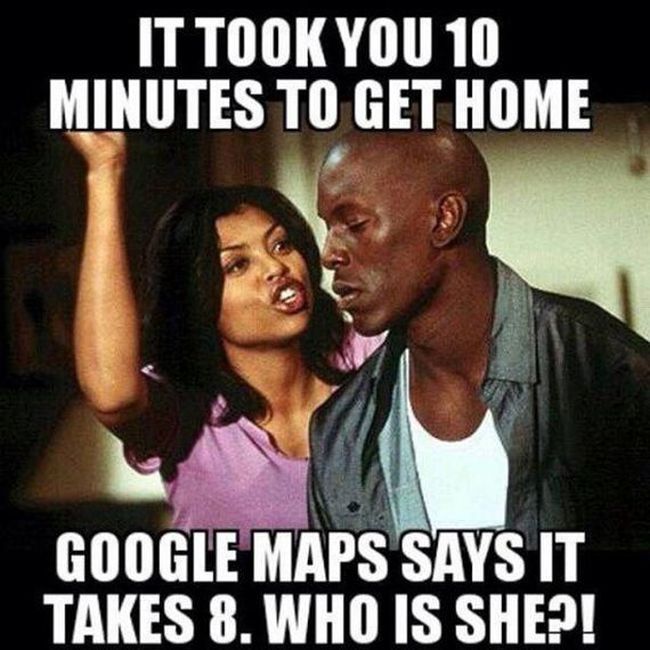 IT TOOK YOU 10
MINUTES TO GET HOME
GOOGLE MAPS SAYS IT
TAKES 8. WHO IS SHE?!